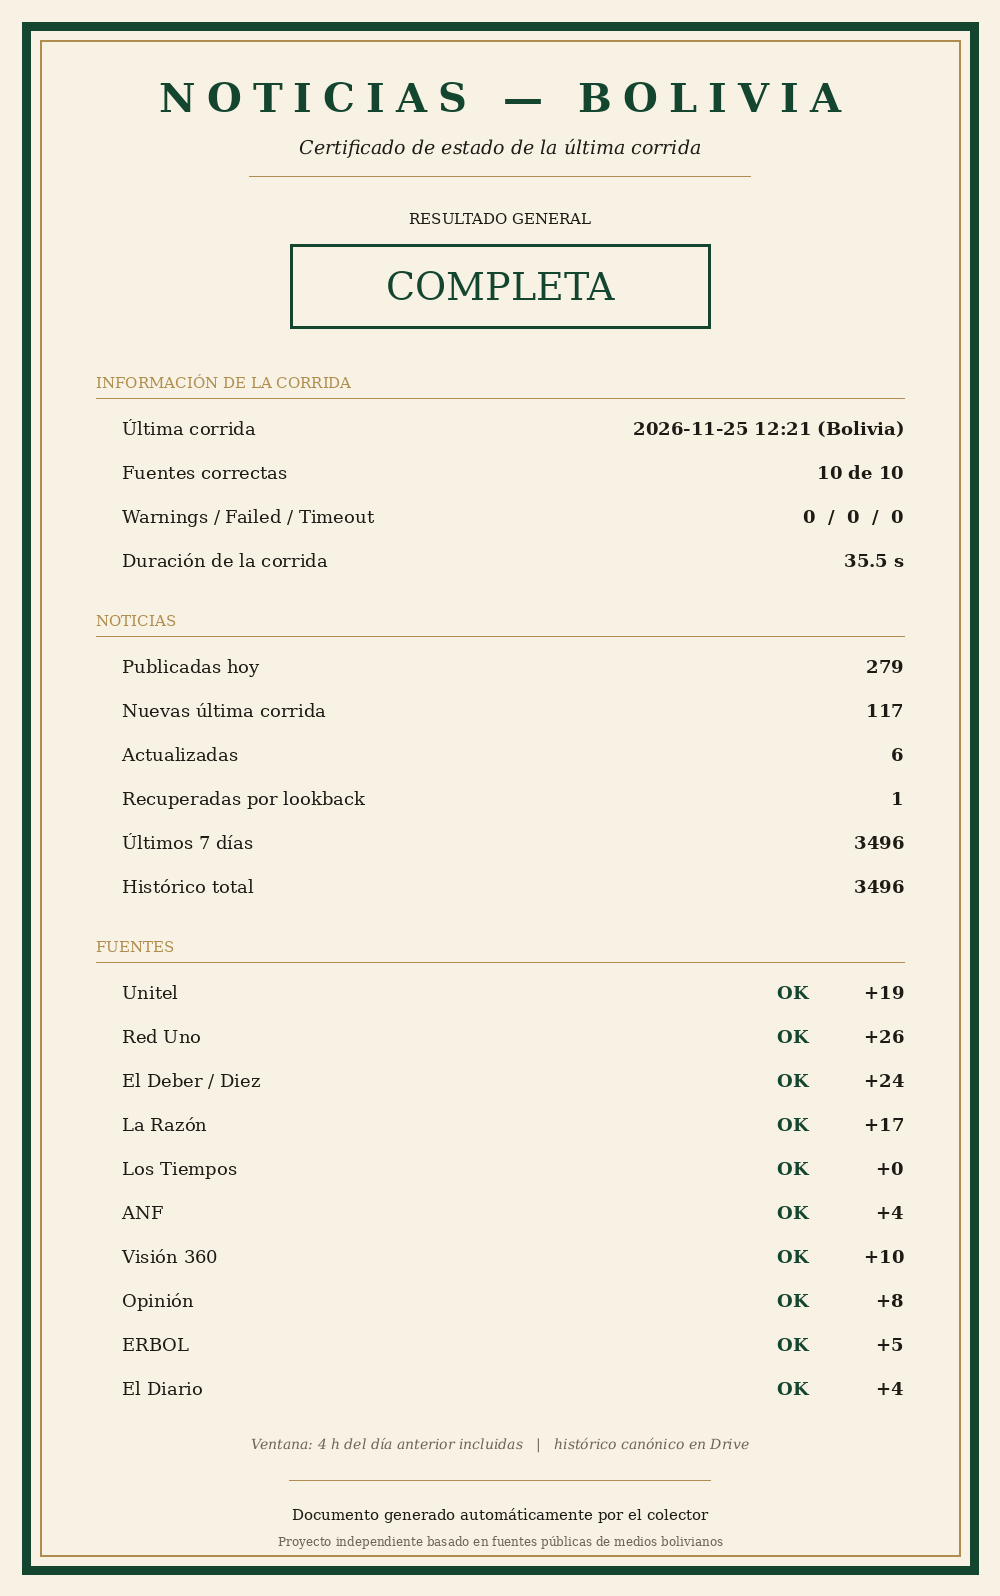 NOTICIAS — BOLIVIA
Certificado de estado de la última corrida
RESULTADO GENERAL
COMPLETA
INFORMACIÓN DE LA CORRIDA
Última corrida 2026-11-25 12:21 (Bolivia)
Fuentes correctas 10 de 10
Warnings / Failed / Timeout 0 / 0 / 0
Duración de la corrida 35.5 s
NOTICIAS
Publicadas hoy 279
Nuevas última corrida 117
Actualizadas 6
Recuperadas por lookback 1
Últimos 7 días 3496
Histórico total 3496
FUENTES
Unitel OK +19
Red Uno OK +26
El Deber / Diez OK +24
La Razón OK +17
Los Tiempos OK +0
ANF OK +4
Visión 360 OK +10
Opinión OK +8
ERBOL OK +5
El Diario OK +4
Ventana: 4 h del día anterior incluidas | histórico canónico en Drive
Documento generado automáticamente por el colector
Proyecto independiente basado en fuentes públicas de medios bolivianos